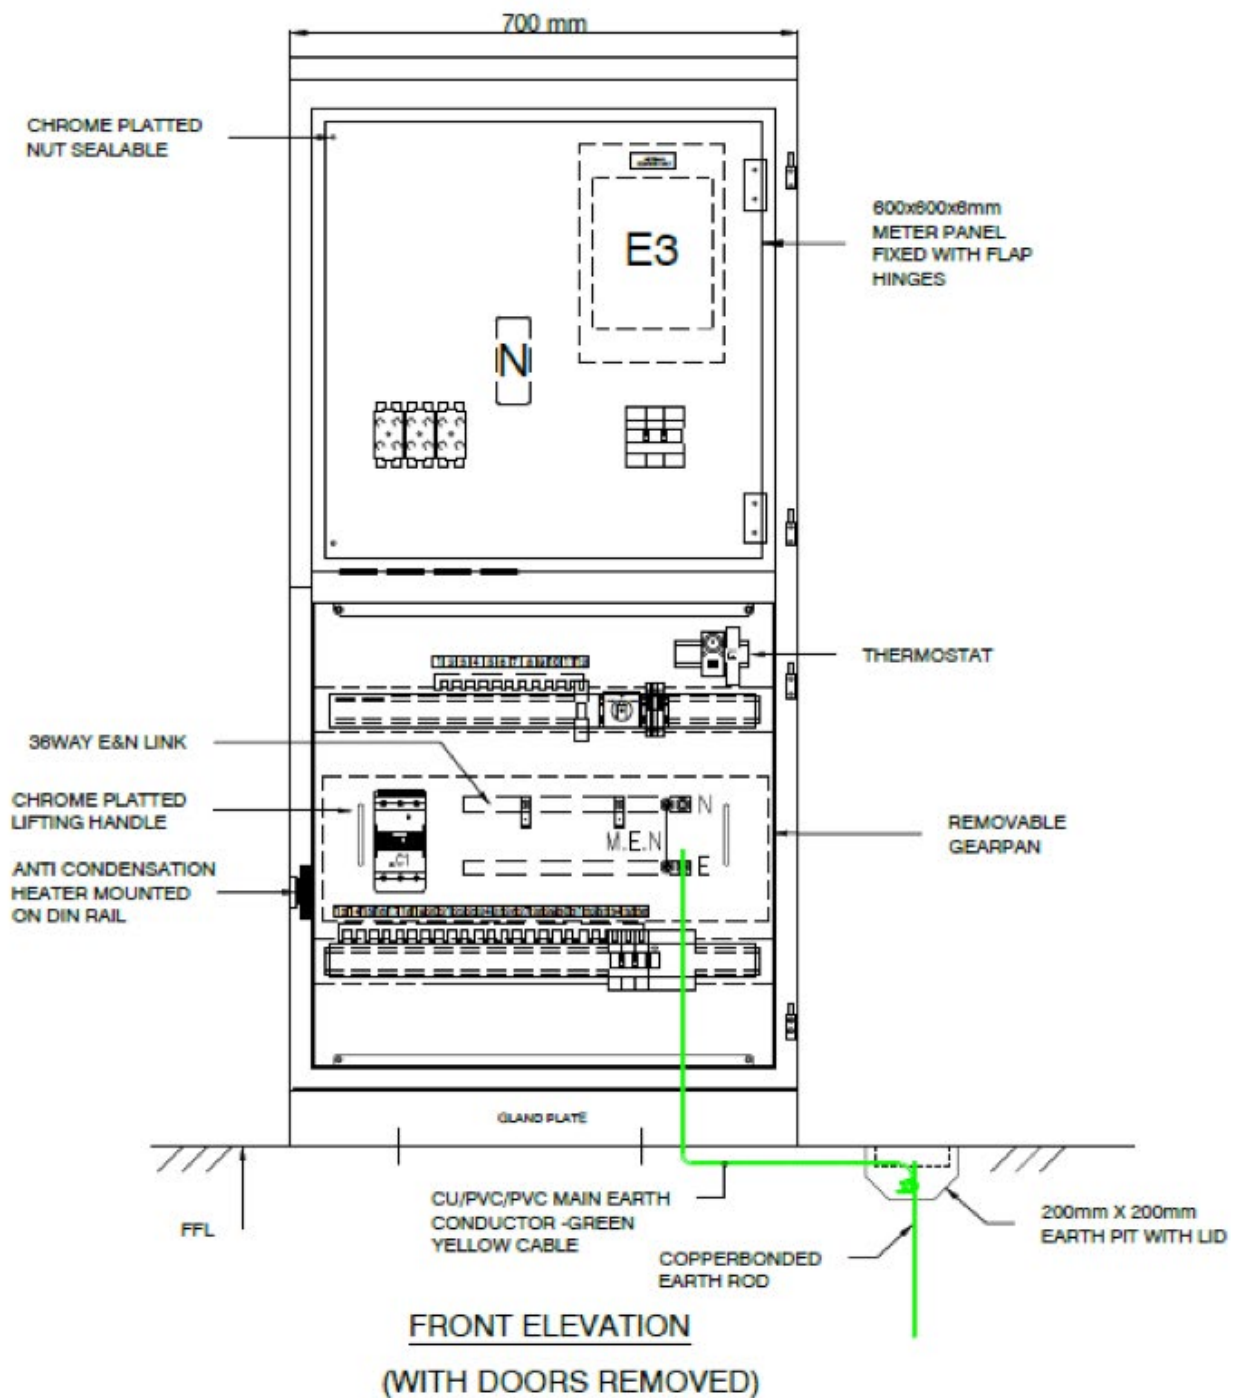 700 mm
CHROME PLATTED
NUT SEALABLE
600x600x6mm
METER PANEL
FIXED WITH FLAP
HINGES
E3
N
THERMOSTAT
36WAY E&N LINK
CHROME PLATTED
LIFTING HANDLE
N
M.E.N
C1
E
REMOVABLE
GEARPAN
ANTI CONDENSATION
HEATER MOUNTED
ON DIN RAIL
GLAND PLATE
FFL
CU/PVC/PVC MAIN EARTH
CONDUCTOR -GREEN
YELLOW CABLE
200mm X 200mm
EARTH PIT WITH LID
COPPERBONDED
EARTH ROD
FRONT ELEVATION
(WITH DOORS REMOVED)